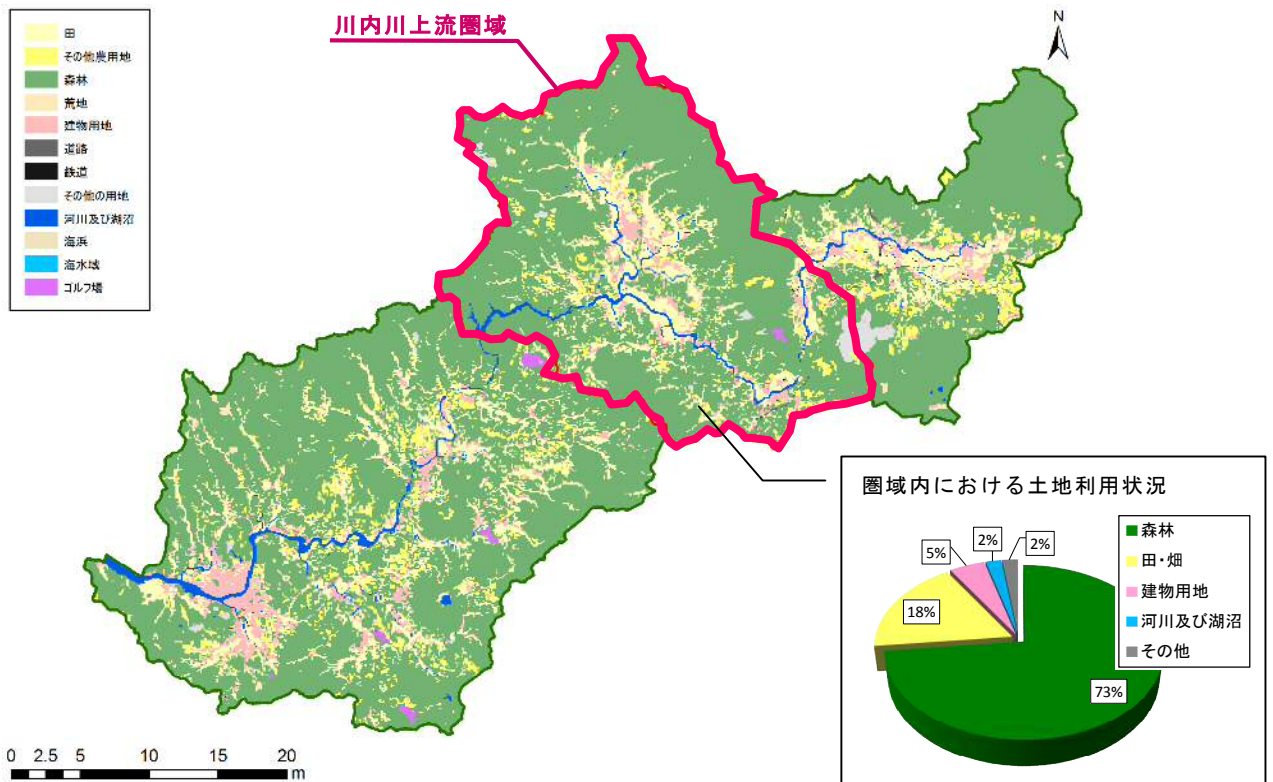 川内川上流圏域
N
田
その他農用地
森林
荒地
建物用地
道路
鉄道
その他の用地
河川及び湖沼
海浜
海水域
ゴルフ場
圏域内における土地利用状況
森林
田・畑
建物用地
河川及び湖沼
その他
5%
2%
2%
18%
73%
0 2.5 5 10 15 20
m